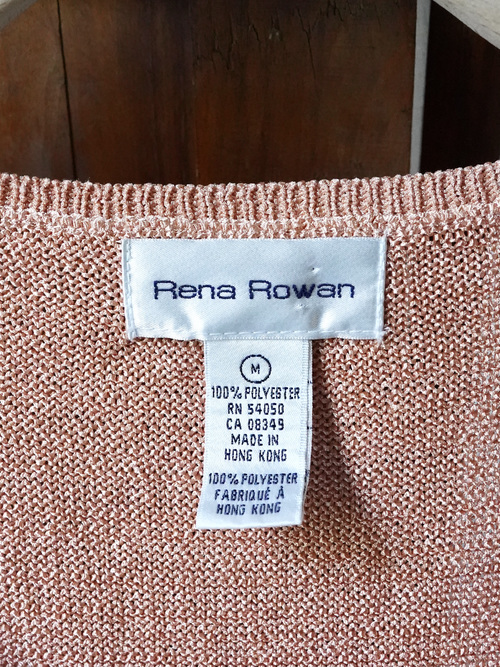 Rena Rowan
M
100% POLYESTER
RN 54050
CA 08349
MADE IN
HONG KONG
100% POLYESTER
FABRIQUÉ À
HONG KONG